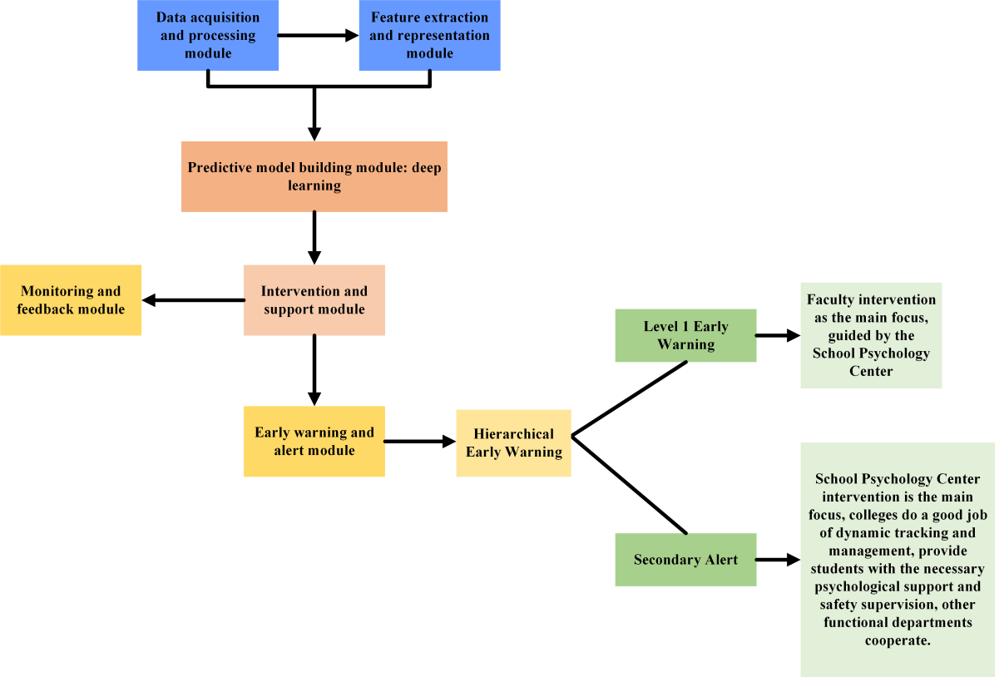 Data acquisition
and processing
module
Feature extraction
and representation
module
Predictive model building module: deep
learning
Monitoring and
feedback module
Intervention and
support module
Early warning and
alert module
Hierarchical
Early Warning
Level 1 Early
Warning
Faculty intervention
as the main focus,
guided by the
School Psychology
Center
Secondary Alert
School Psychology Center
intervention is the main
focus, colleges do a good job
of dynamic tracking and
management, provide
students with the necessary
psychological support and
safety supervision, other
functional departments
cooperate.